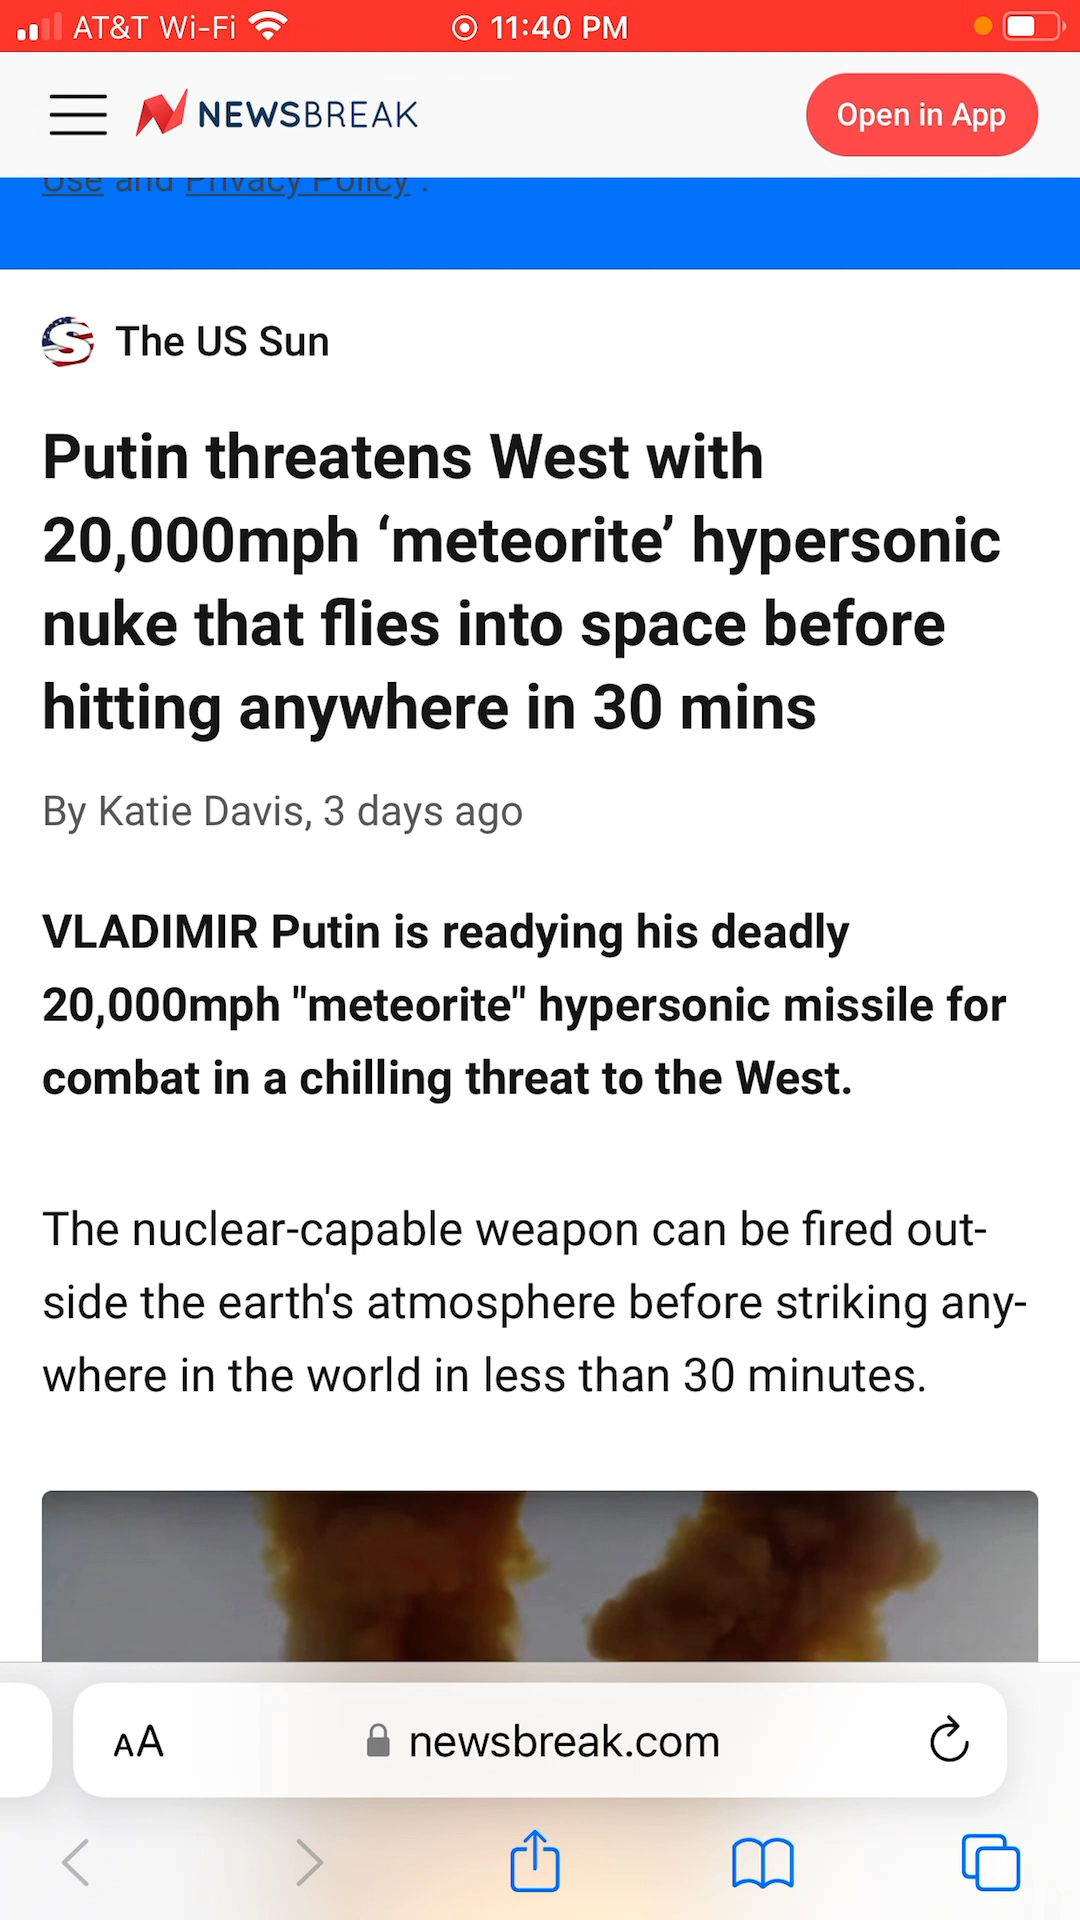 AT&T Wi-Fi 11:40 PM
NEWSBREAK
Open in App
Use and Privacy Policy .
The US Sun
Putin threatens West with
20,000mph ‘meteorite’ hypersonic
nuke that flies into space before
hitting anywhere in 30 mins
By Katie Davis, 3 days ago
VLADIMIR Putin is readying his deadly
20,000mph "meteorite" hypersonic missile for
combat in a chilling threat to the West.
The nuclear-capable weapon can be fired out-
side the earth's atmosphere before striking any-
where in the world in less than 30 minutes.
AA newsbreak.com